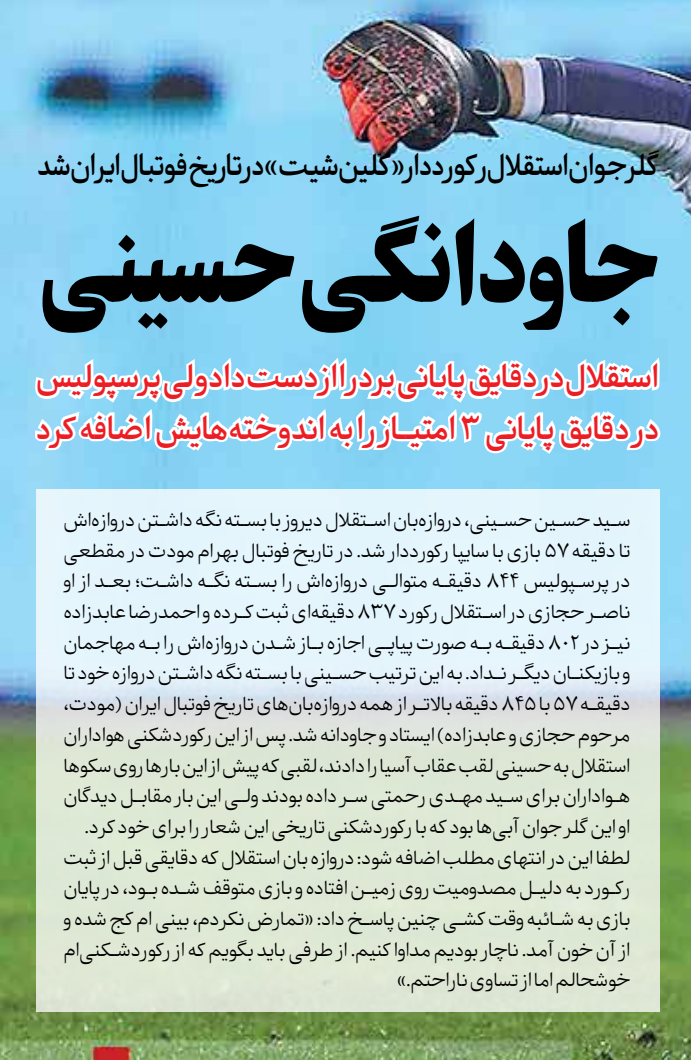 گلر جوان استقلال رکورددار «کلین شیت» در تاریخ فوتبال ایران شد
جاودانگی حسینی
استقلال در دقایق پایانی برد را از دست داد ولی پرسپولیس
در دقایق پایانی ۳ امتیاز را به اندوخته‌هایش اضافه کرد
سید حسین حسینی، دروازه‌بان استقلال دیروز با بسته نگه داشتن دروازه‌اش
تا دقیقه ۵۷ بازی با سایپا رکورددار شد. در تاریخ فوتبال بهرام مودت در مقطعی
در پرسپولیس ۸۴۴ دقیقه متوالی دروازه‌اش را بسته نگه داشت؛ بعد از او
ناصر حجازی در استقلال رکورد ۸۳۷ دقیقه‌ای ثبت کرده و احمدرضا عابدزاده
نیز در ۸۰۲ دقیقه به صورت پیاپی اجازه باز شدن دروازه‌اش را به مهاجمان
و بازیکنان دیگر نداد. به این ترتیب حسینی با بسته نگه داشتن دروازه خود تا
دقیقه ۵۷ با ۸۴۵ دقیقه بالاتر از همه دروازه‌بان‌های تاریخ فوتبال ایران (مودت،
مرحوم حجازی و عابدزاده) ایستاد و جاودانه شد. پس از این رکوردشکنی هواداران
استقلال به حسینی لقب عقاب آسیا را دادند، لقبی که پیش از این بارها روی سکوها
هواداران برای سید مهدی رحمتی سر داده بودند ولی این بار مقابل دیدگان
او این گلر جوان آبی‌ها بود که با رکوردشکنی تاریخی این شعار را برای خود کرد.
لطفا این در انتهای مطلب اضافه شود: دروازه بان استقلال که دقایقی قبل از ثبت
رکورد به دلیل مصدومیت روی زمین افتاده و بازی متوقف شده بود، در پایان
بازی به شائبه وقت کشی چنین پاسخ داد: «تمارض نکردم، بینی ام کج شده و
از آن خون آمد. ناچار بودیم مداوا کنیم. از طرفی باید بگویم که از رکوردشکنی‌ام
خوشحالم اما از تساوی ناراحتم.»